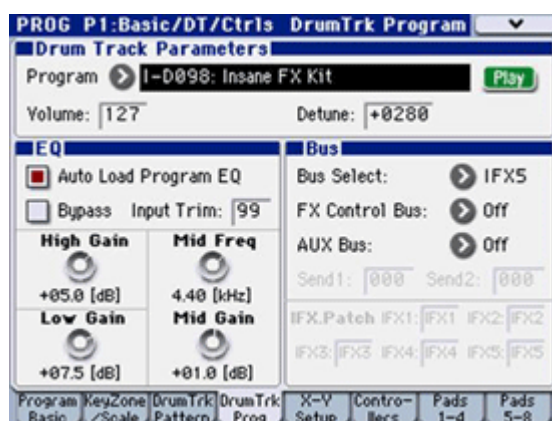 PROG P1:Basic/DT/Ctrls DrumTrk Program
Drum Track Parameters
Program I-D098: Insane FX Kit Play
Volume: 127 Detune: +0280
EQ
Auto Load Program EQ
Bypass Input Trim: 99
High Gain Mid Freq
+05.0 [dB] 4.40 [kHz]
Low Gain Mid Gain
+07.5 [dB] +01.0 [dB]
Bus
Bus Select: IFX5
FX Control Bus: Off
AUX Bus: Off
Send1: 000 Send2: 000
IFX.Patch IFX1: IFX1 IFX2: IFX2
IFX3: IFX3 IFX4: IFX4 IFX5: IFX5
Program Basic
KeyZone /Scale
DrumTrk Pattern
DrumTrk Prog
X-Y Setup
Contro- llers
Pads 1-4
Pads 5-8